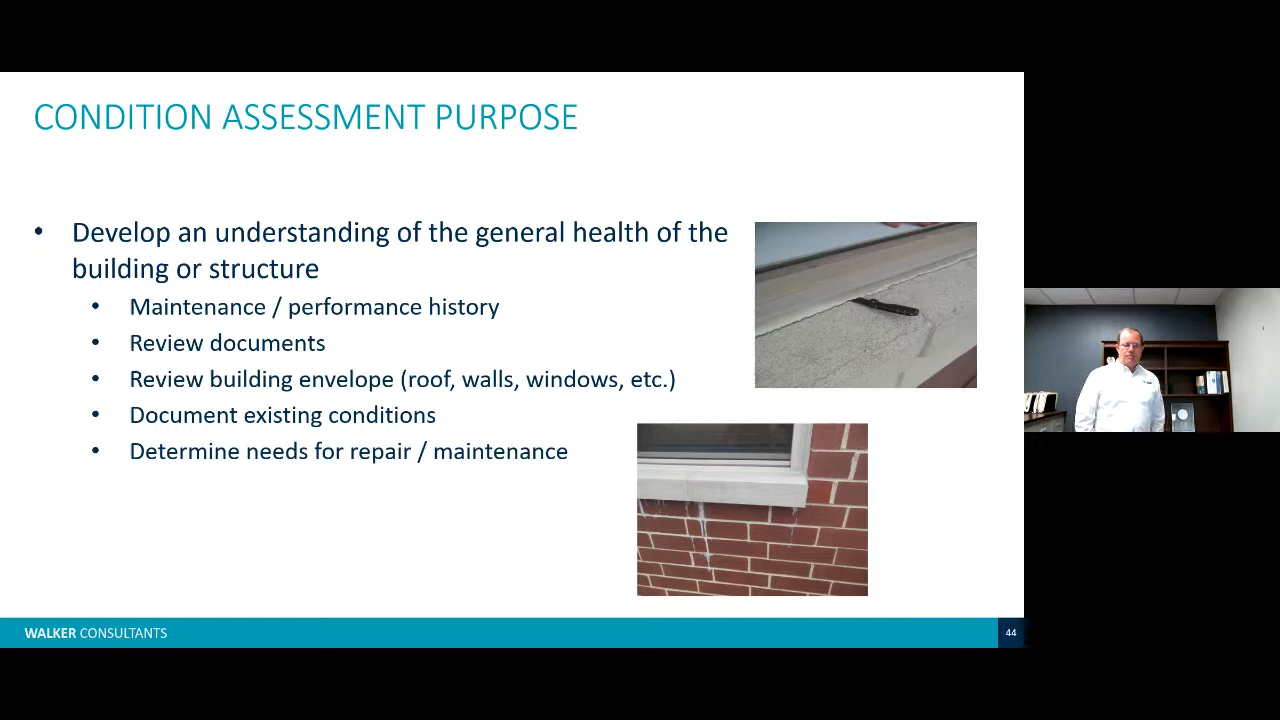 CONDITION ASSESSMENT PURPOSE
• Develop an understanding of the general health of the
building or structure
• Maintenance / performance history
• Review documents
• Review building envelope (roof, walls, windows, etc.)
• Document existing conditions
• Determine needs for repair / maintenance
WALKER CONSULTANTS
44